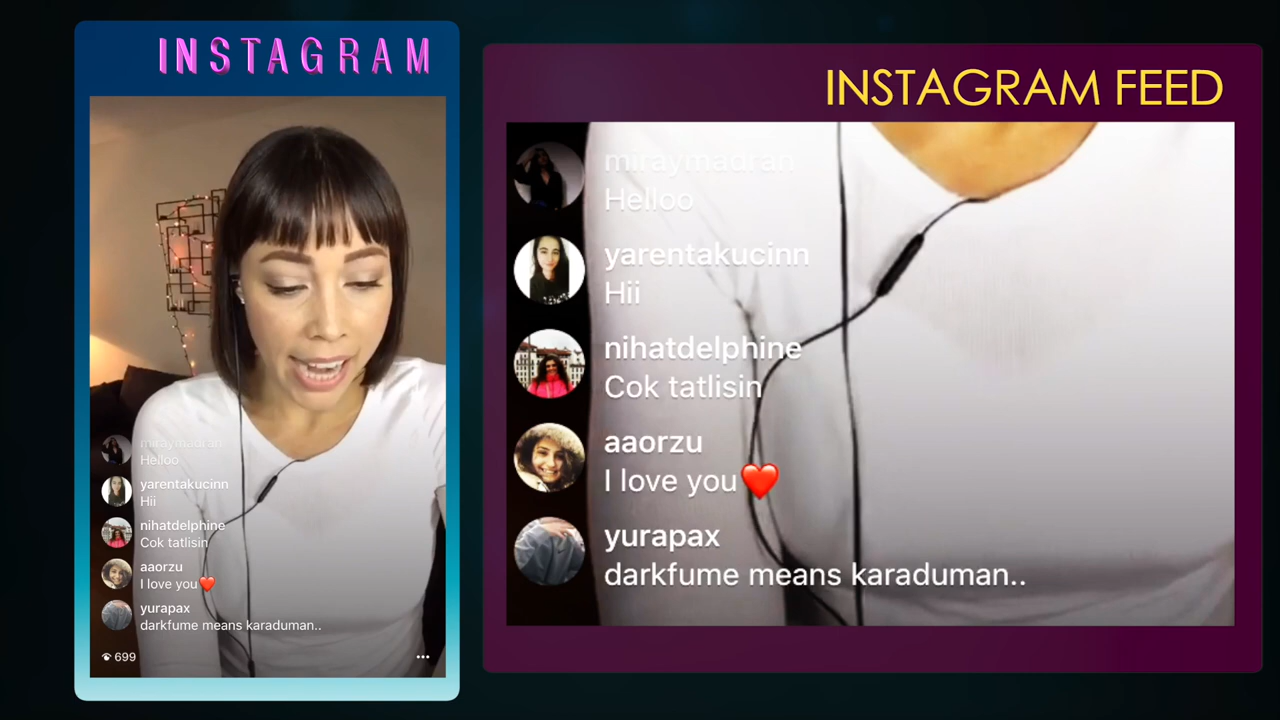 INSTAGRAM
miraymadran
Helloo
yarentakucinn
Hii
nihatdelphine
Cok tatlisin
aaorzu
I love you❤️
yurapax
darkfume means karaduman..
699
INSTAGRAM FEED
miraymadran
Helloo
yarentakucinn
Hii
nihatdelphine
Cok tatlisin
aaorzu
I love you❤️
yurapax
darkfume means karaduman..